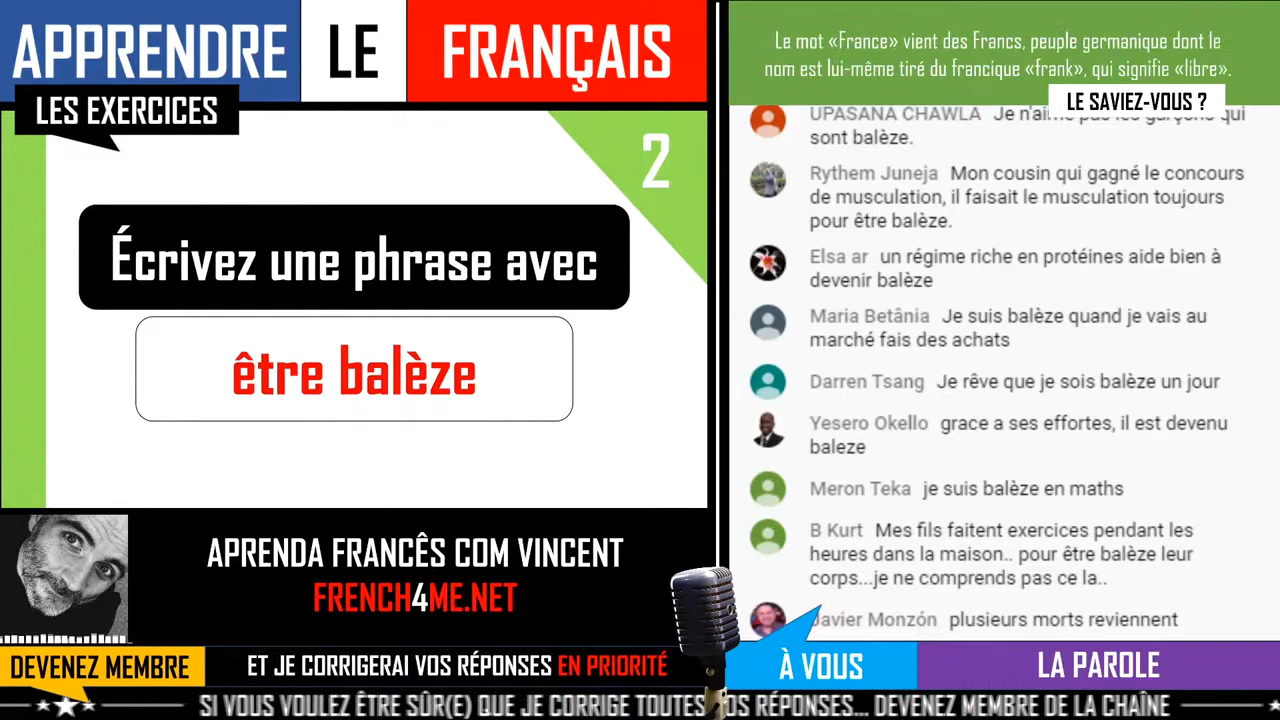 APPRENDRE LE FRANÇAIS
LES EXERCICES
2
Écrivez une phrase avec
être balèze
APRENDA FRANCÊS COM VINCENT
FRENCH4ME.NET
DEVENEZ MEMBRE
ET JE CORRIGERAI VOS RÉPONSES EN PRIORITÉ
Le mot «France» vient des Francs, peuple germanique dont le
nom est lui-même tiré du francique «frank», qui signifie «libre».
LE SAVIEZ-VOUS ?
UPASANA CHAWLA Je n'aime pas les garçons qui
sont balèze.
Rythem Juneja Mon cousin qui gagné le concours
de musculation, il faisait le musculation toujours
pour être balèze.
Elsa ar un régime riche en protéines aide bien à
devenir balèze
Maria Betânia Je suis balèze quand je vais au
marché fais des achats
Darren Tsang Je rêve que je sois balèze un jour
Yesero Okello grace a ses effortes, il est devenu
baleze
Meron Teka je suis balèze en maths
B Kurt Mes fils faitent exercices pendant les
heures dans la maison.. pour être balèze leur
corps...je ne comprends pas ce la..
Javier Monzón plusieurs morts reviennent
À VOUS
LA PAROLE
SI VOUS VOULEZ ÊTRE SÛR(E) QUE JE CORRIGE TOUTES VOS RÉPONSES... DEVENEZ MEMBRE DE LA CHAÎNE